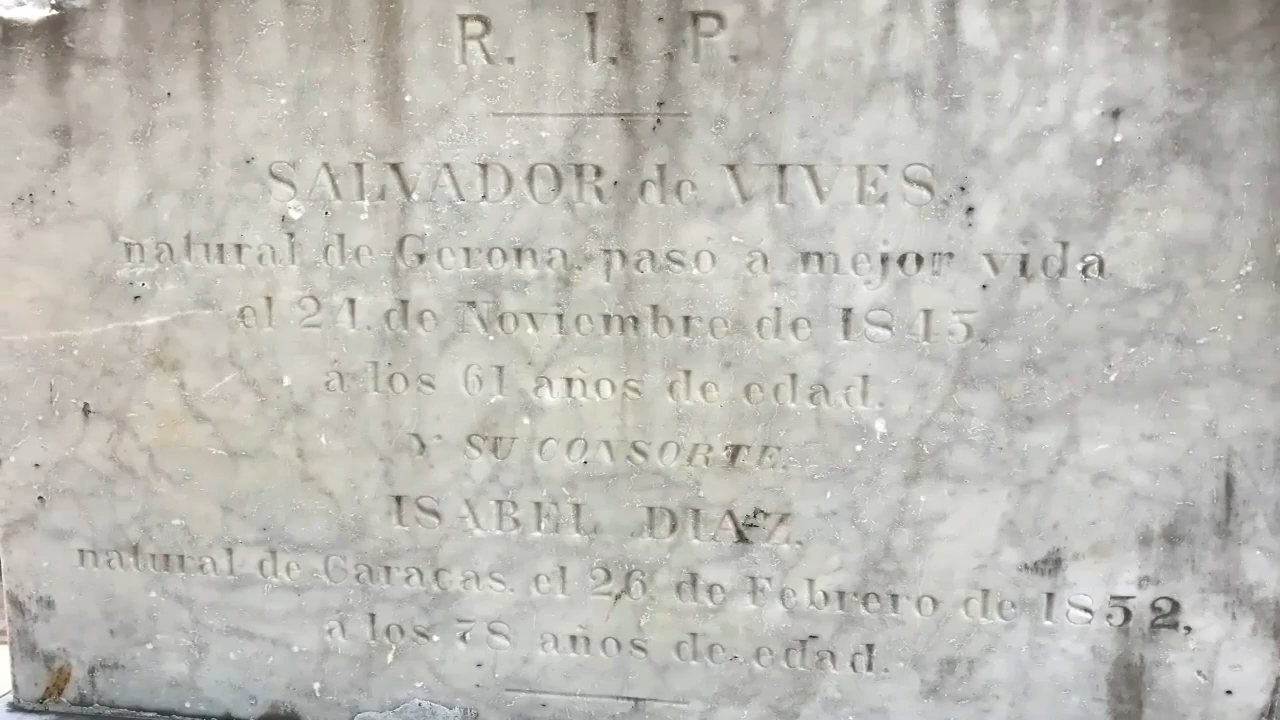 R. I. P.
SALVADOR de VIVES
natural de Gerona pasó a mejor vida
el 24 de Noviembre de 1845,
á los 61 años de edad.
Y SU CONSORTE.
ISABEL DIAZ.
natural de Caracas. el 26 de Febrero de 1852,
a los 78 años de edad.